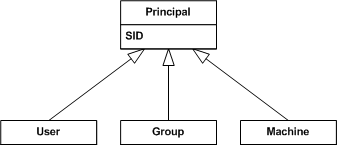 Principal
SID
User
Group
Machine